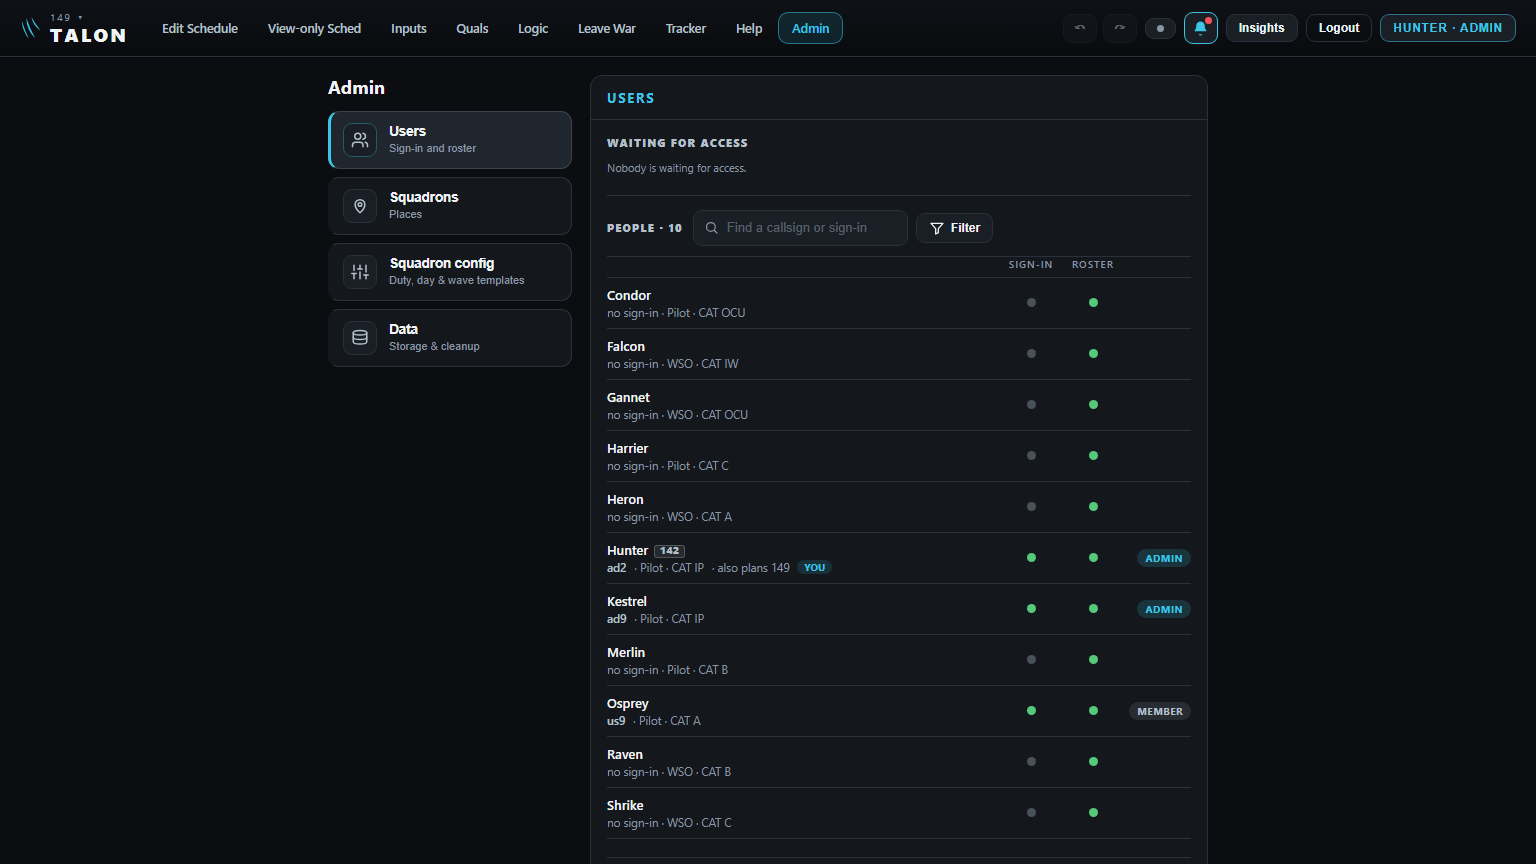 149 ▾
TALON
Edit Schedule
View-only Sched
Inputs
Quals
Logic
Leave War
Tracker
Help
Admin
Insights
Logout
HUNTER · ADMIN
Admin
Users
Sign-in and roster
Squadrons
Places
Squadron config
Duty, day & wave templates
Data
Storage & cleanup
USERS
WAITING FOR ACCESS
Nobody is waiting for access.
PEOPLE · 10
Find a callsign or sign-in
Filter
SIGN-IN ROSTER
Condor
no sign-in · Pilot · CAT OCU
Falcon
no sign-in · WSO · CAT IW
Gannet
no sign-in · WSO · CAT OCU
Harrier
no sign-in · Pilot · CAT C
Heron
no sign-in · WSO · CAT A
Hunter 142
ad2 · Pilot · CAT IP · also plans 149 YOU
ADMIN
Kestrel
ad9 · Pilot · CAT IP
ADMIN
Merlin
no sign-in · Pilot · CAT B
Osprey
us9 · Pilot · CAT A
MEMBER
Raven
no sign-in · WSO · CAT B
Shrike
no sign-in · WSO · CAT C